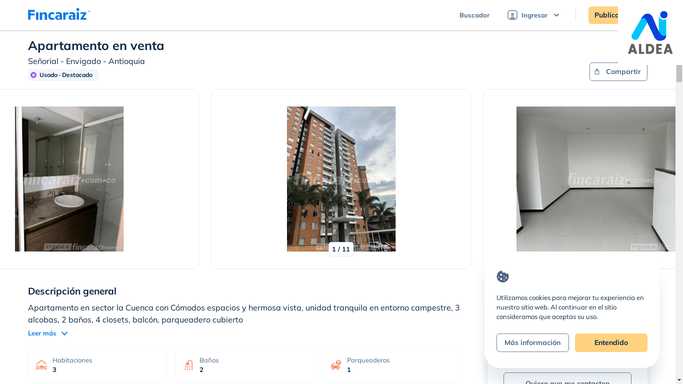 Fincaraiz
Buscador
Ingresar
Public
ALDEA
Apartamento en venta
Señorial - Envigado - Antioquia
Usado · Destacado
Compartir
fincaraiz.com.co
fincaraiz
1 / 11
Descripción general
Apartamento en sector la Cuenca con Cómodos espacios y hermosa vista, unidad tranquila en entorno campestre, 3
alcobas, 2 baños, 4 closets, balcón, parqueadero cubierto
Leer más
Habitaciones
3
Baños
2
Parqueaderos
1
Utilizamos cookies para mejorar tu experiencia en
nuestro sitio web. Al continuar en el sitio
consideramos que aceptas su uso.
Más información
Entendido
Quiero que me contacten